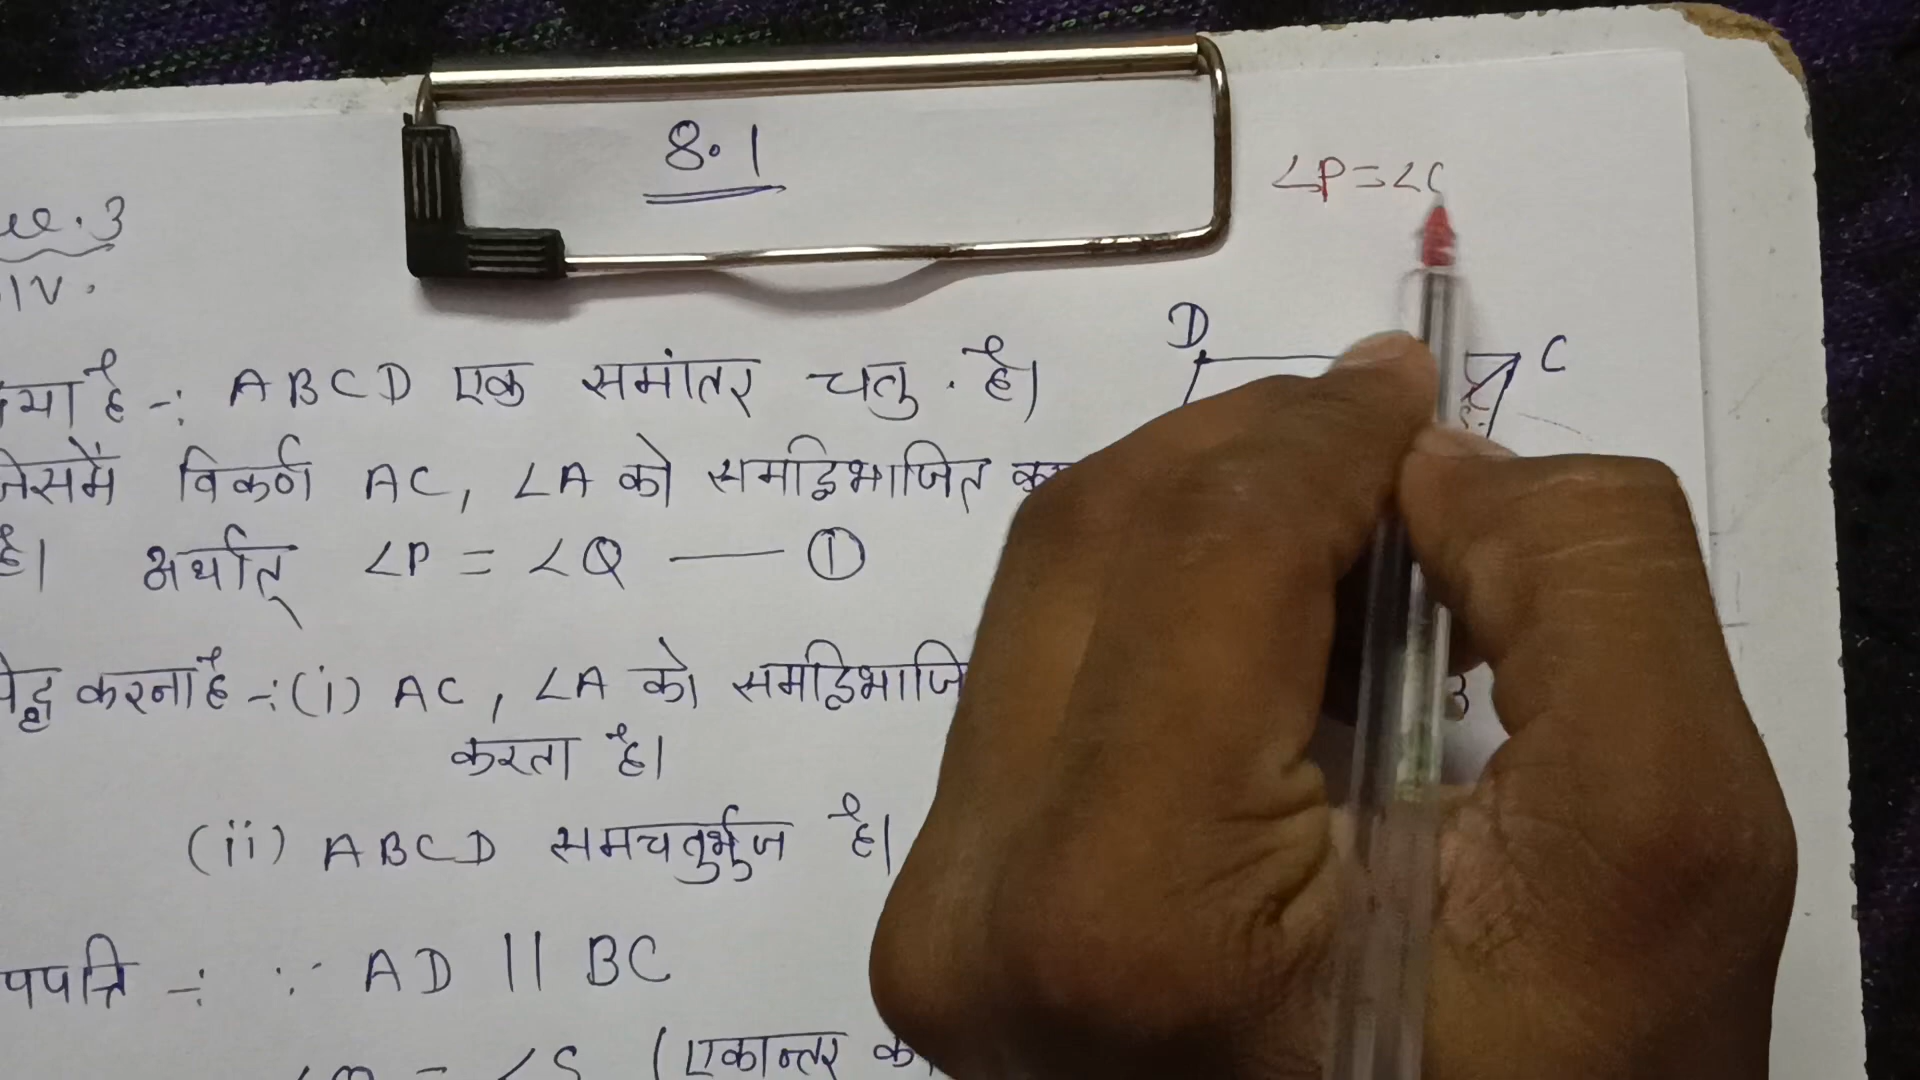 8.1
∠P=∠
D
C
है -: ABCD एक समांतर चतु. है।
विकर्ण AC, ∠A को समद्विभाजित
है। अर्थात् ∠P = ∠Q — ①
करना है -: (i) AC, ∠A को
करता है।
(ii) ABCD समचतुर्भुज है।
-: ∵ AD || BC
= ∠S (एकान्तर